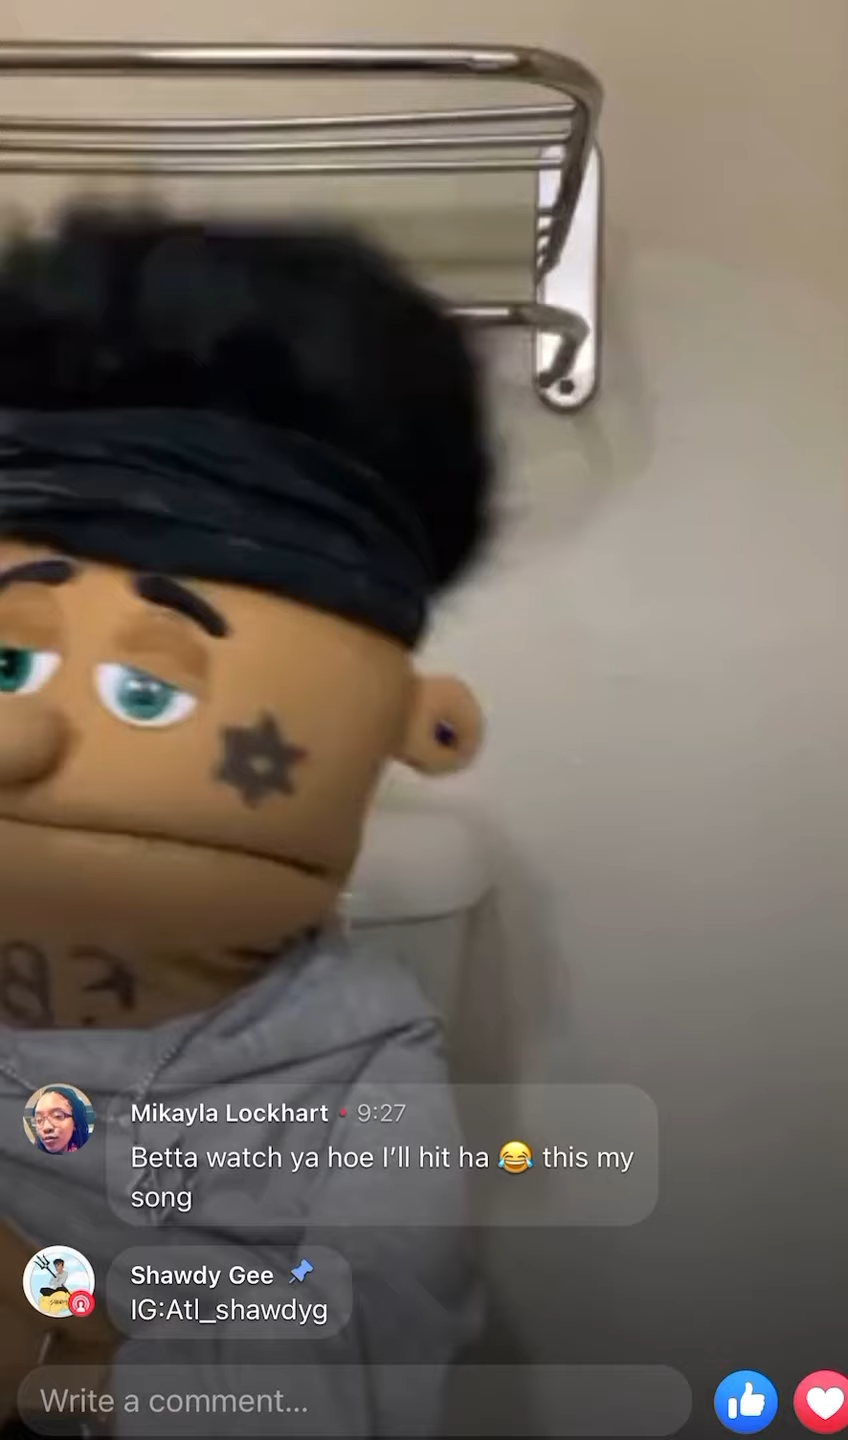 Mikayla Lockhart • 9:27
Betta watch ya hoe I’ll hit ha 😂 this my
song
Shawdy Gee 📌
IG:Atl_shawdyg
Write a comment...